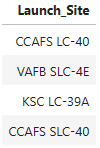 Launch_Site
CCAFS LC-40
VAFB SLC-4E
KSC LC-39A
CCAFS SLC-40